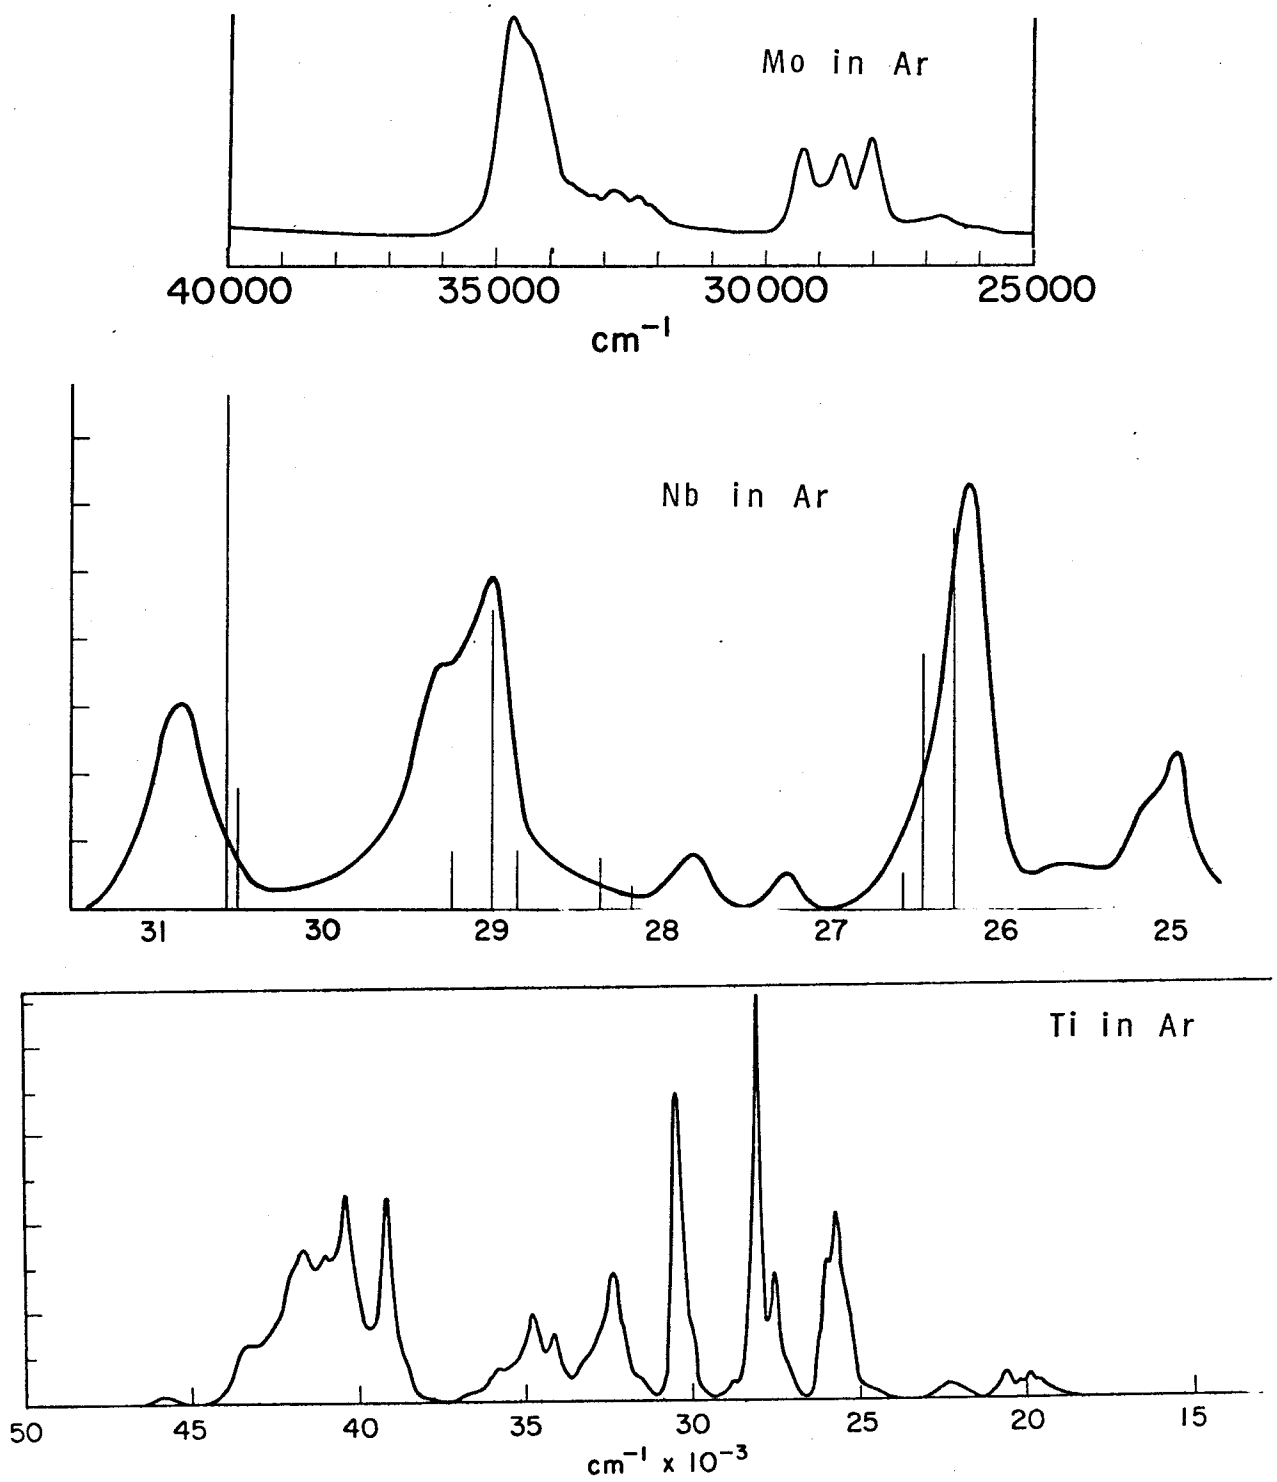 Mo in Ar
40000 35000 30000 25000
cm⁻¹
Nb in Ar
31 30 29 28 27 26 25
Ti in Ar
50 45 40 35 30 25 20 15
cm⁻¹ x 10⁻³